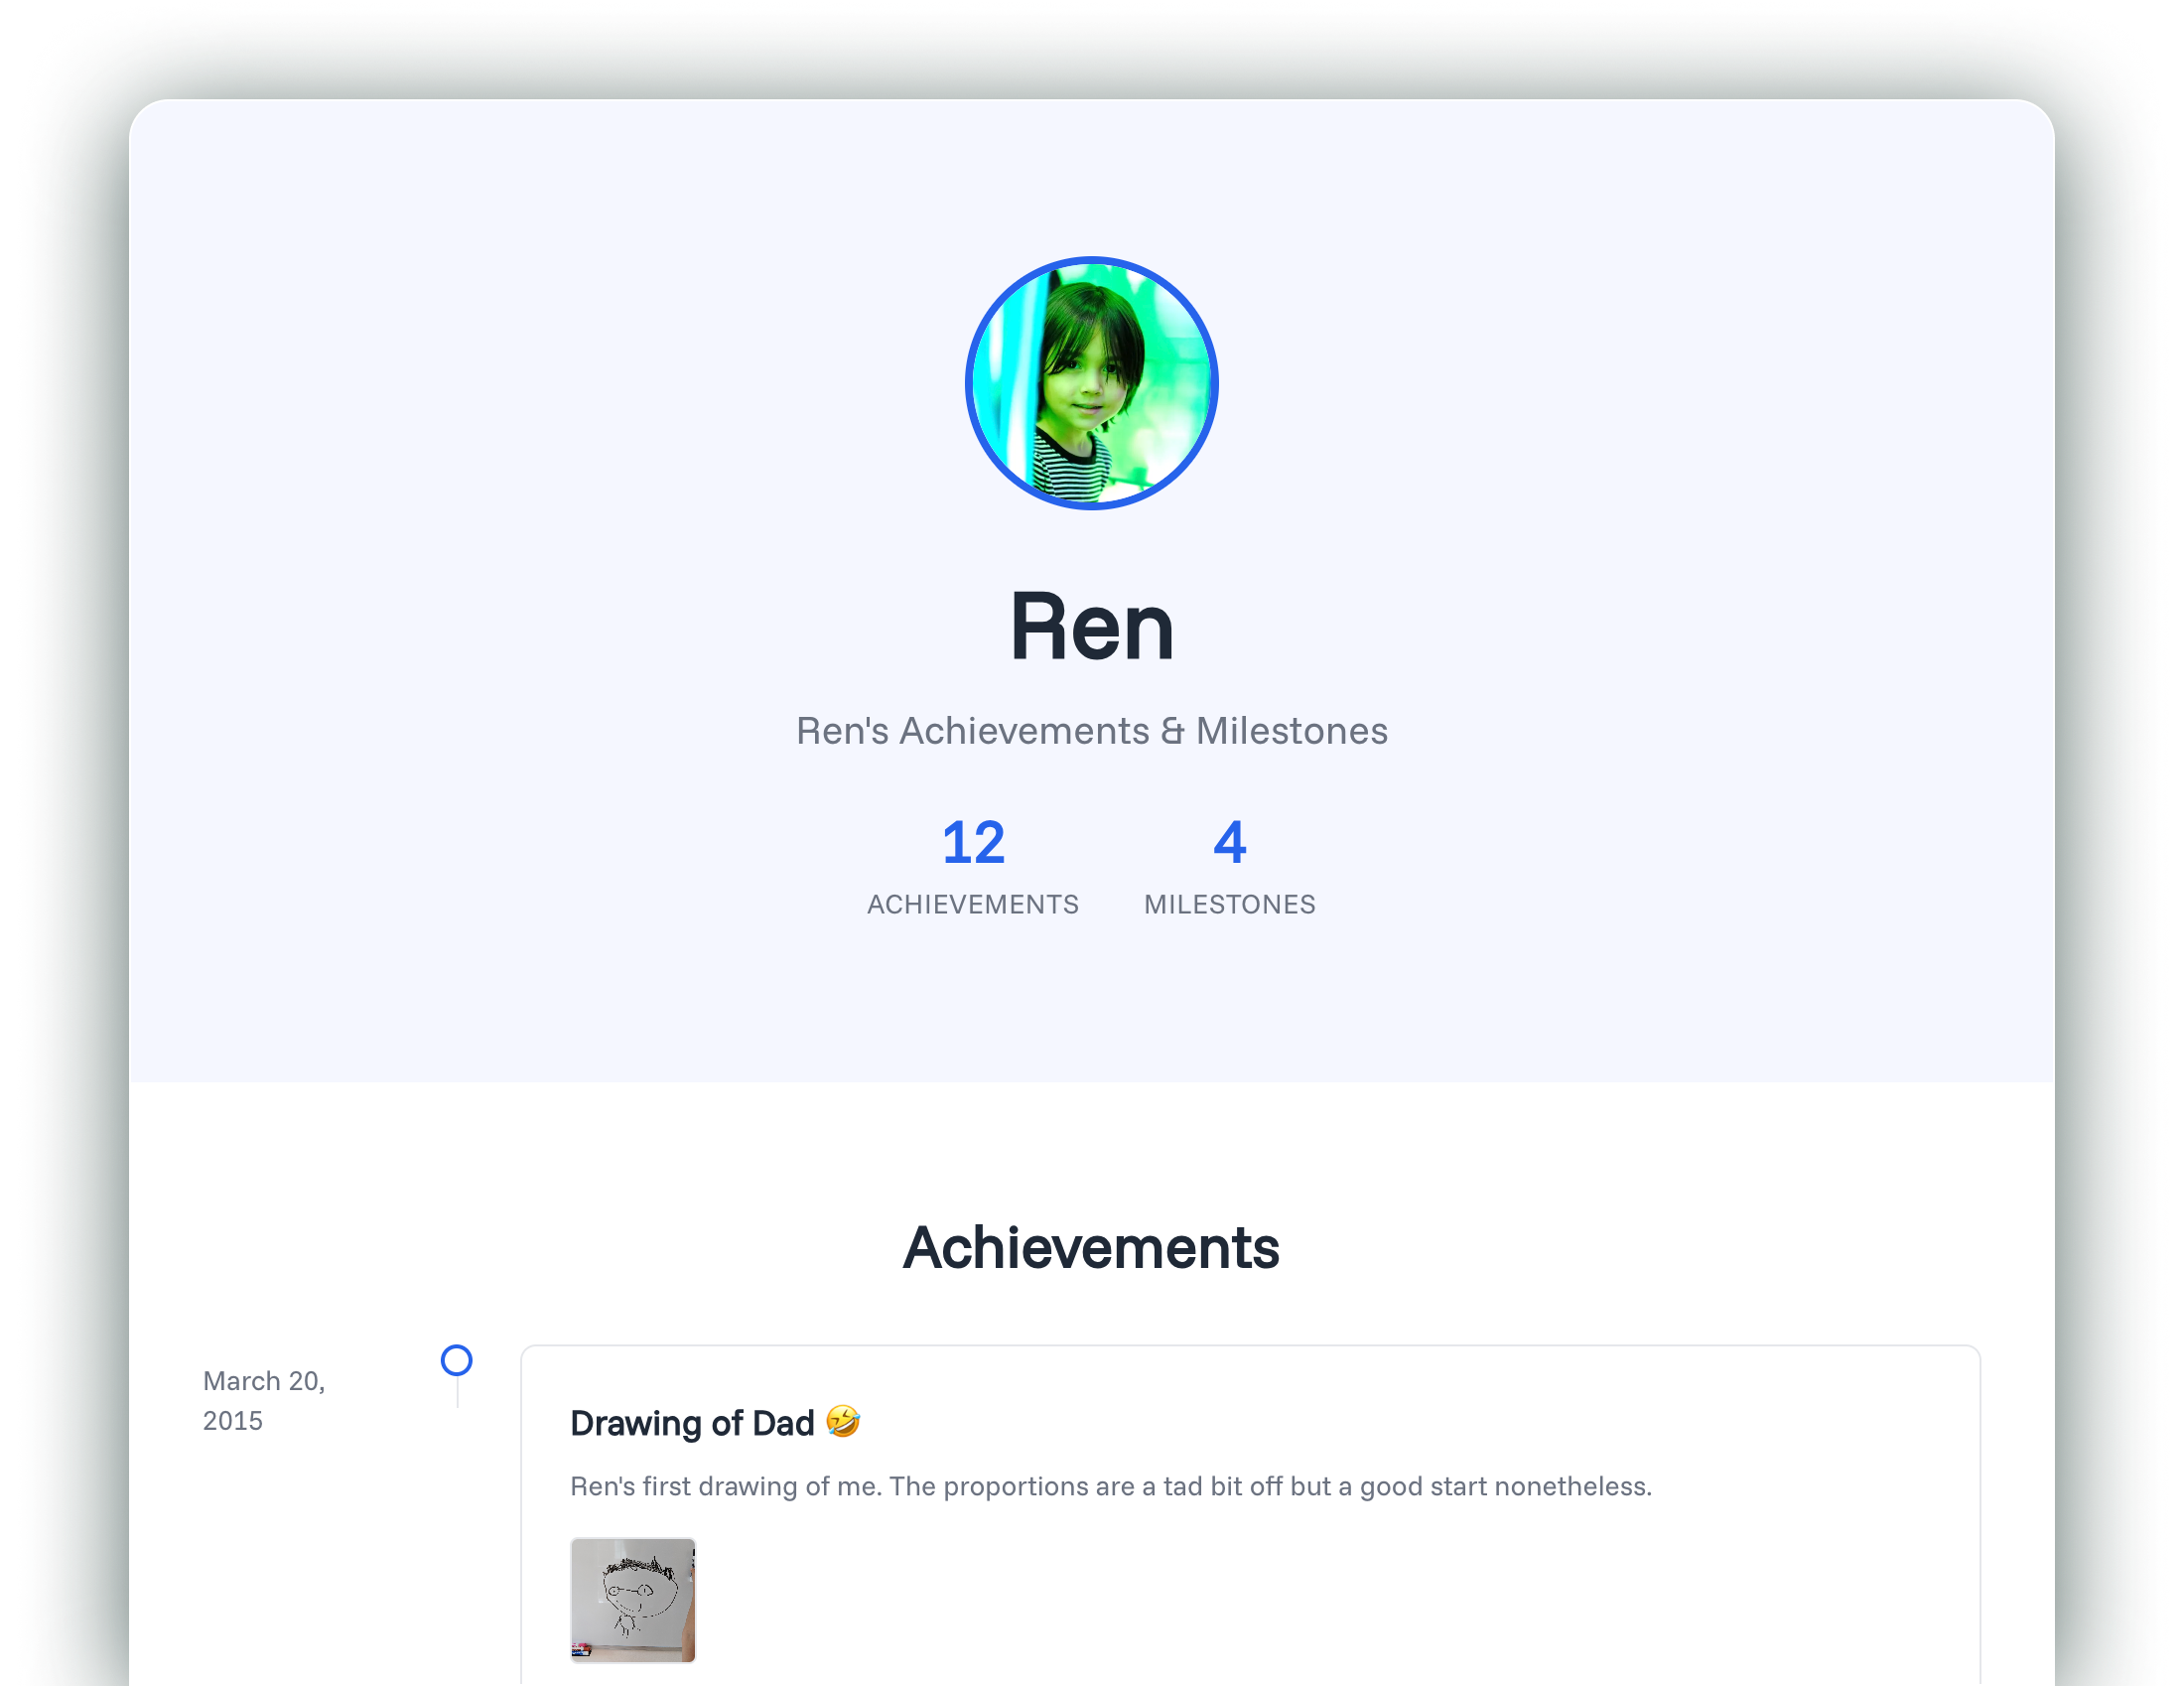 Ren
Ren's Achievements & Milestones
12
ACHIEVEMENTS
4
MILESTONES
Achievements
March 20,
2015
Drawing of Dad 🤣
Ren's first drawing of me. The proportions are a tad bit off but a good start nonetheless.